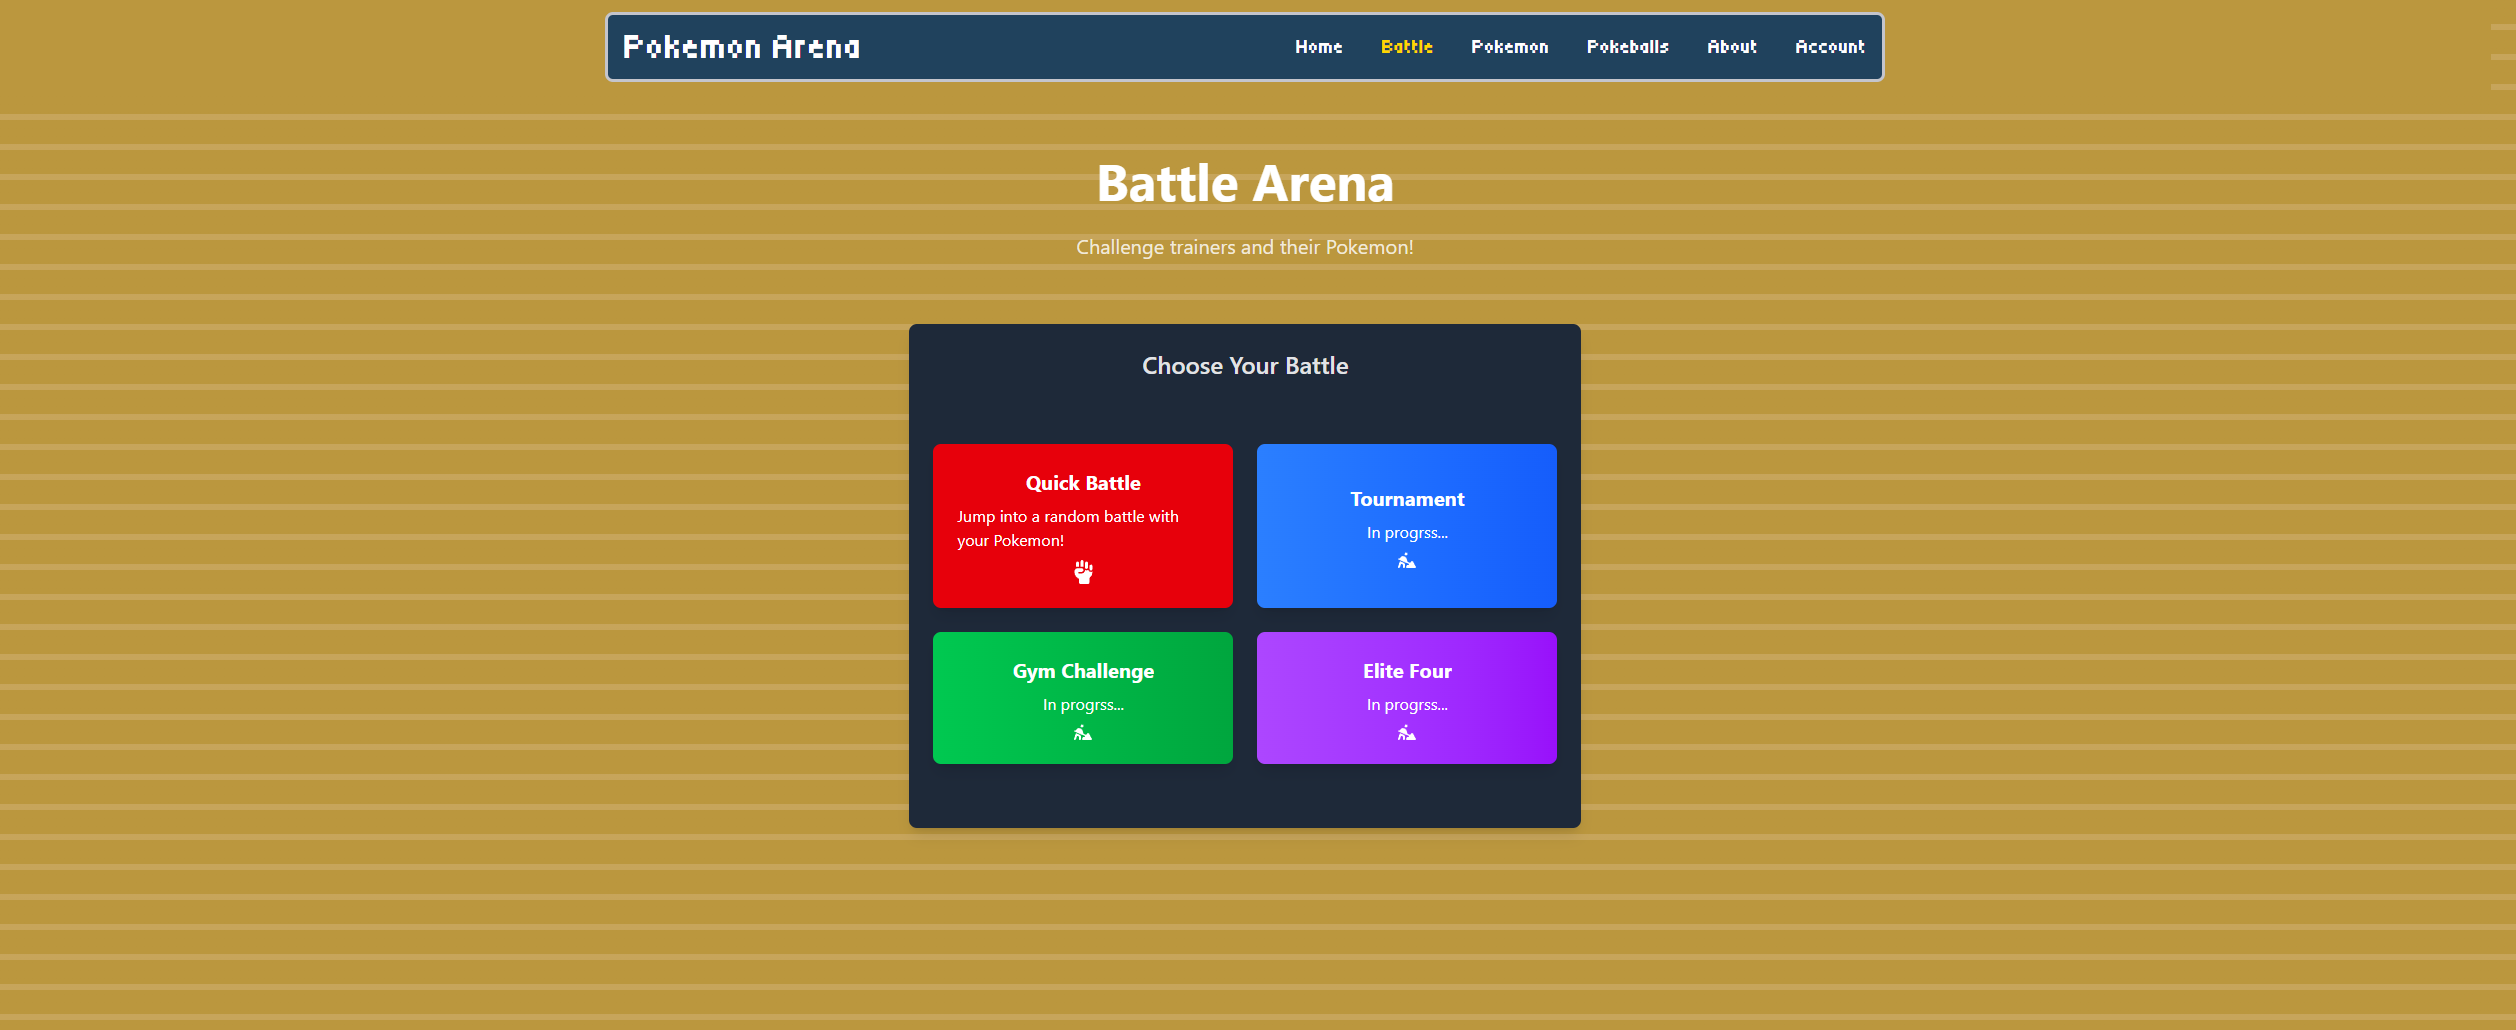 Pokemon Arena
Home Battle Pokemon Pokeballs About Account
Battle Arena
Challenge trainers and their Pokemon!
Choose Your Battle
Quick Battle
Jump into a random battle with
your Pokemon!
Tournament
In progrss...
Gym Challenge
In progrss...
Elite Four
In progrss...